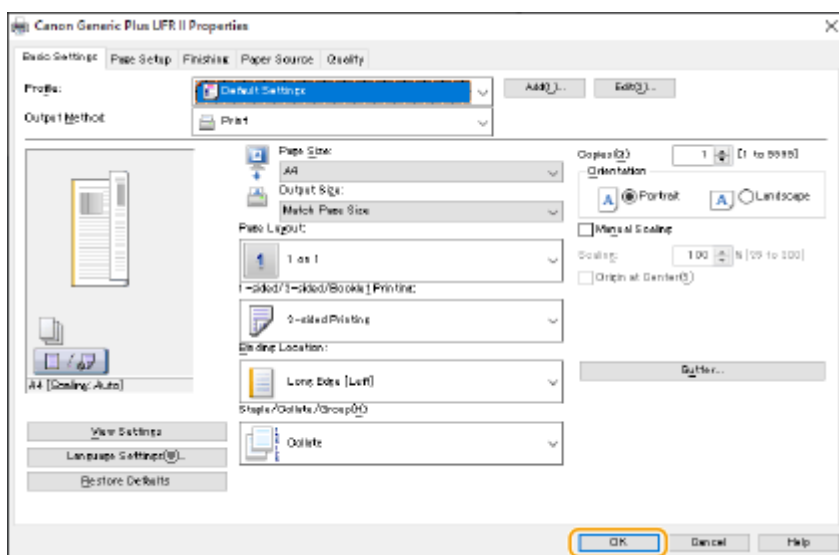 Canon Generic Plus UFR II Properties
Basic Settings Page Setup Finishing Paper Source Quality
Profile: Default Settings Add(1)... Edit(2)...
Output Method: Print
Page Size:
A4
Output Size:
Match Page Size
Page Layout:
1 on 1
1-sided/2-sided/Booklet Printing:
2-sided Printing
Binding Location:
Long Edge [Left]
Staple/Collate/Group(X)
Collate
Copies(Q): 1 [1 to 9999]
Orientation
A Portrait A Landscape
Manual Scaling
Scaling: 100 % [25 to 200]
Origin at Center(5)
Gutter...
A4 [Scaling: Auto]
View Settings
Language Settings(W)...
Restore Defaults
OK Cancel Help